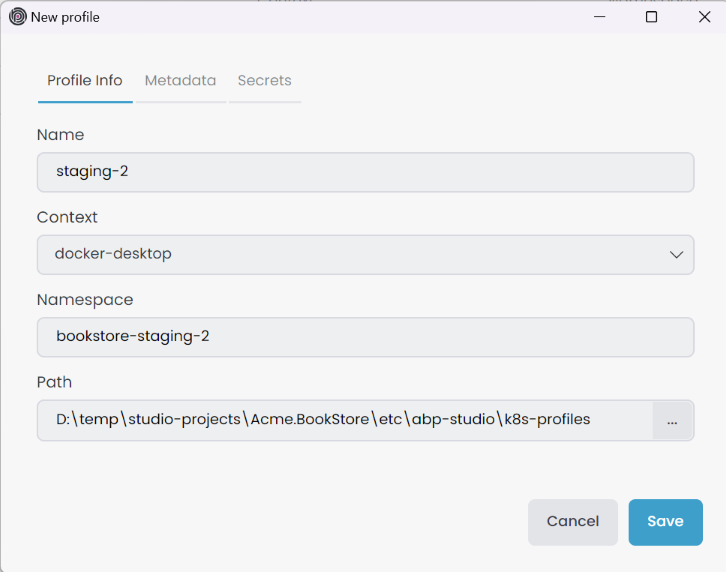 New profile
Profile Info Metadata Secrets
Name
staging-2
Context
docker-desktop
Namespace
bookstore-staging-2
Path
D:\temp\studio-projects\Acme.BookStore\etc\abp-studio\k8s-profiles ...
Cancel Save